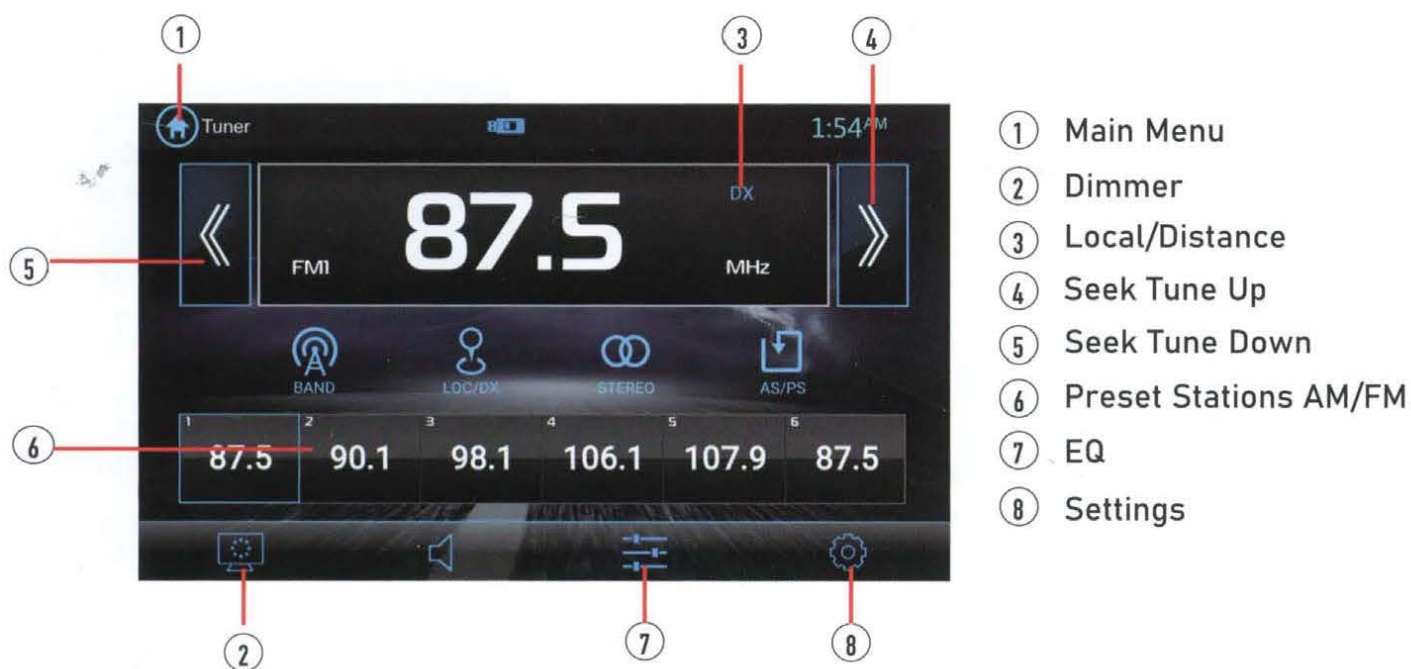 1 3 4
Tuner 1:54 AM
DX
5 FM1 87.5 MHz
BAND LOC/DX STEREO AS/PS
1 2 3 4 5 6
6 87.5 90.1 98.1 106.1 107.9 87.5
2 7 8
1 Main Menu
2 Dimmer
3 Local/Distance
4 Seek Tune Up
5 Seek Tune Down
6 Preset Stations AM/FM
7 EQ
8 Settings